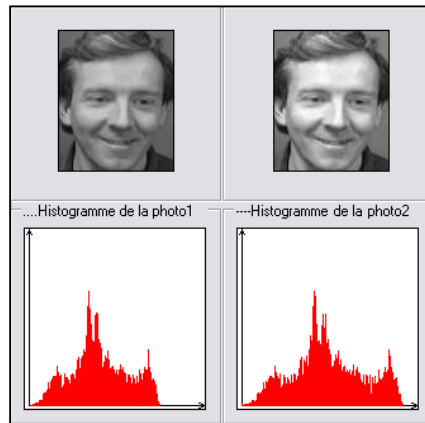 ....Histogramme de la photo1
----Histogramme de la photo2